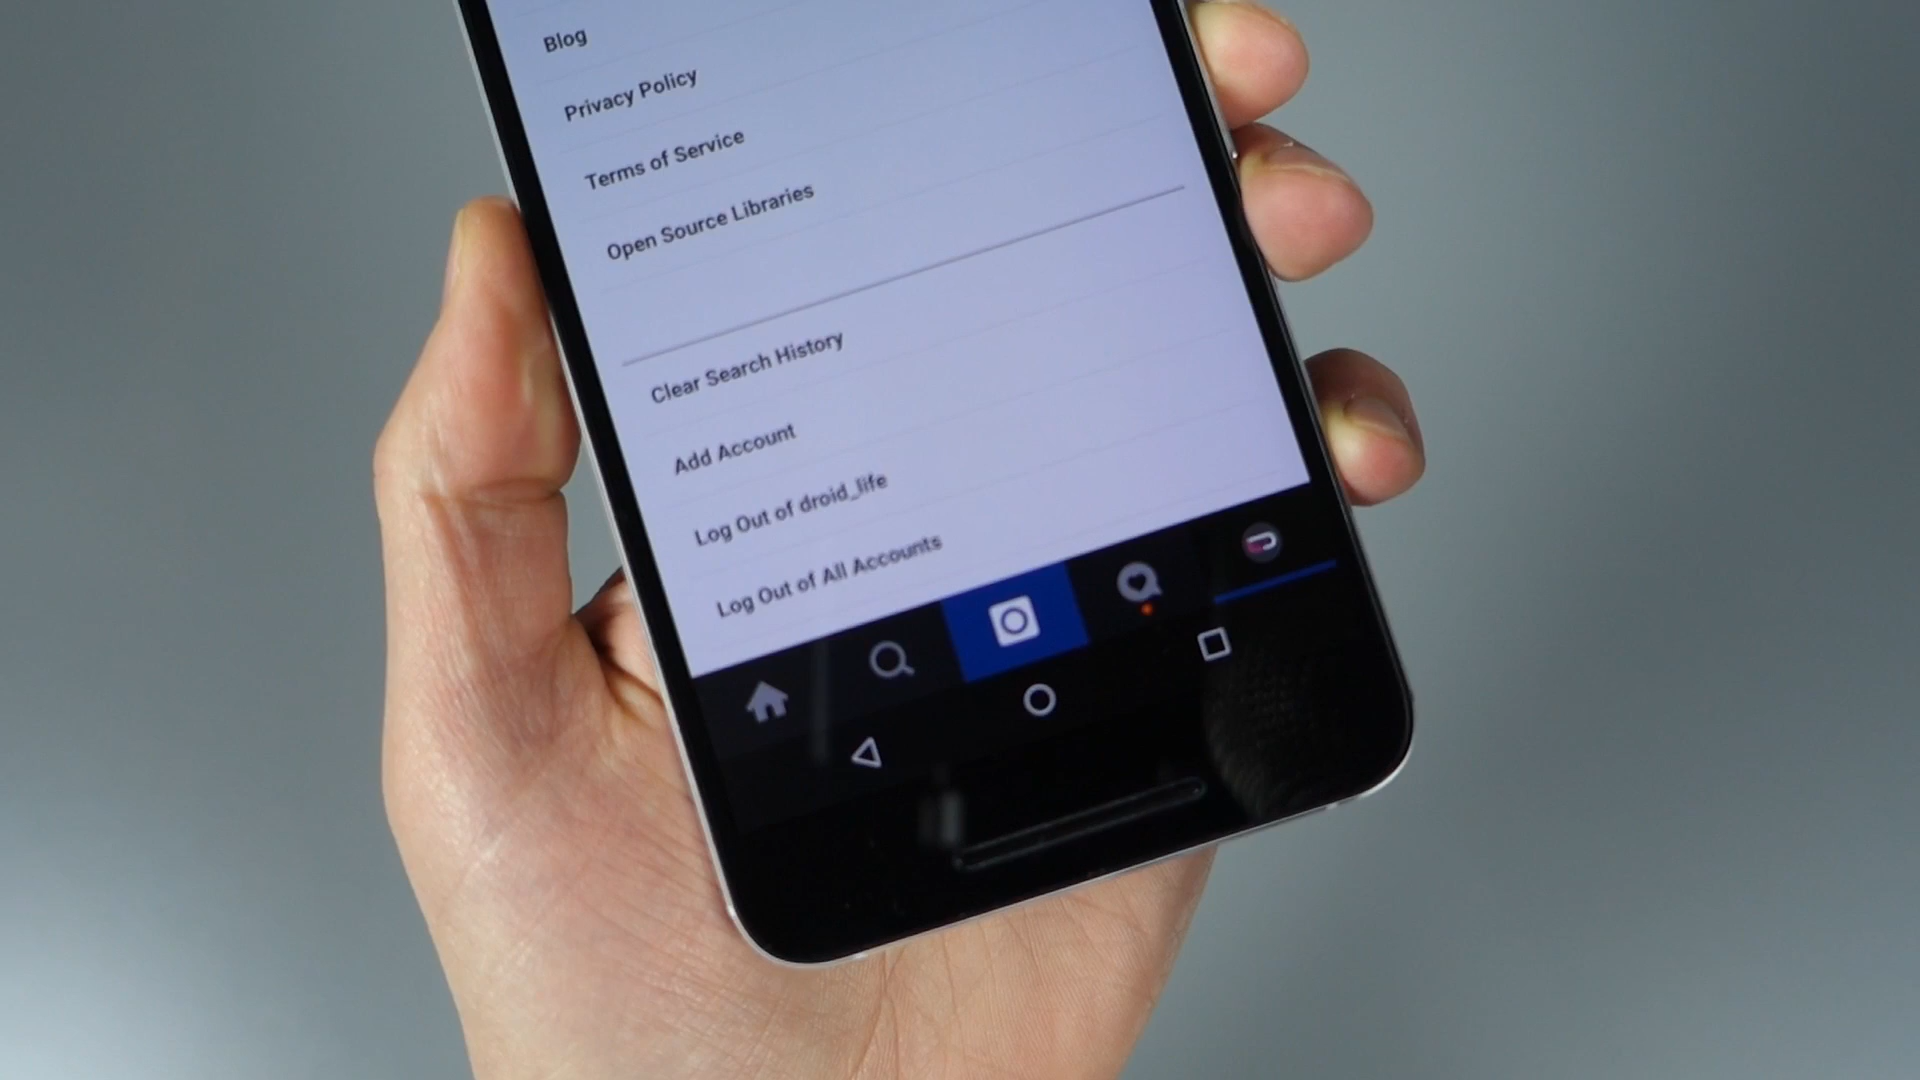 Blog
Privacy Policy
Terms of Service
Open Source Libraries
Clear Search History
Add Account
Log Out of droid_life
Log Out of All Accounts